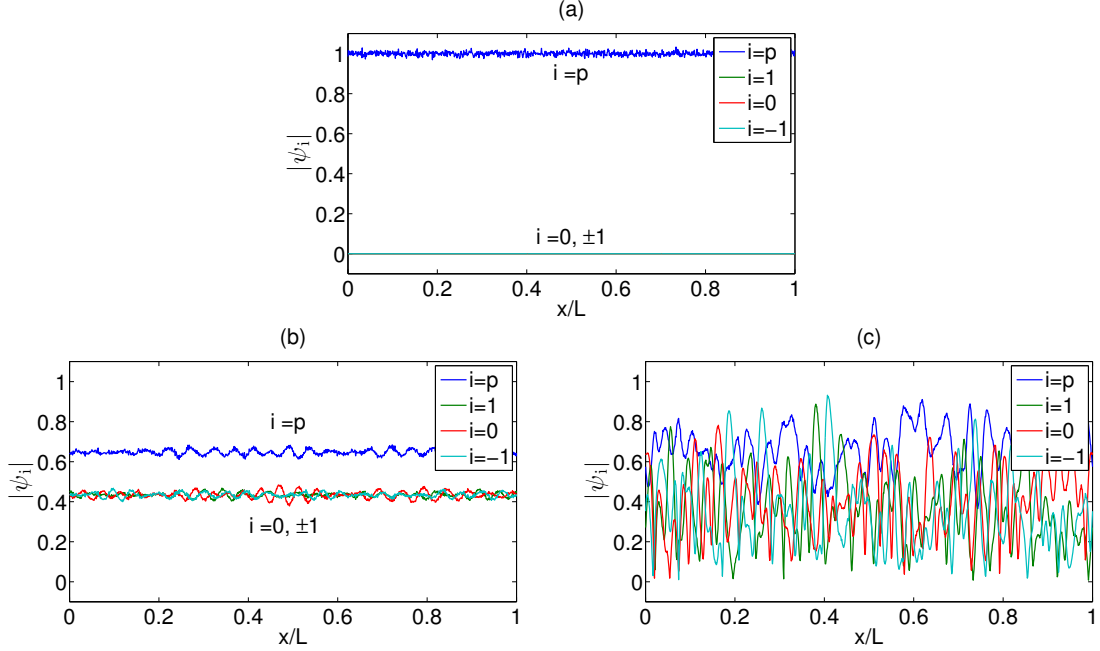 (a)
1
0.8
0.6
0.4
0.2
0
|ψi|
i =p
i =0, ±1
i=p
i=1
i=0
i=−1
0 0.2 0.4 0.6 0.8 1
x/L
(b)
1
0.8
0.6
0.4
0.2
0
|ψi|
i =p
i =0, ±1
i=p
i=1
i=0
i=−1
0 0.2 0.4 0.6 0.8 1
x/L
(c)
1
0.8
0.6
0.4
0.2
0
|ψi|
i=p
i=1
i=0
i=−1
0 0.2 0.4 0.6 0.8 1
x/L